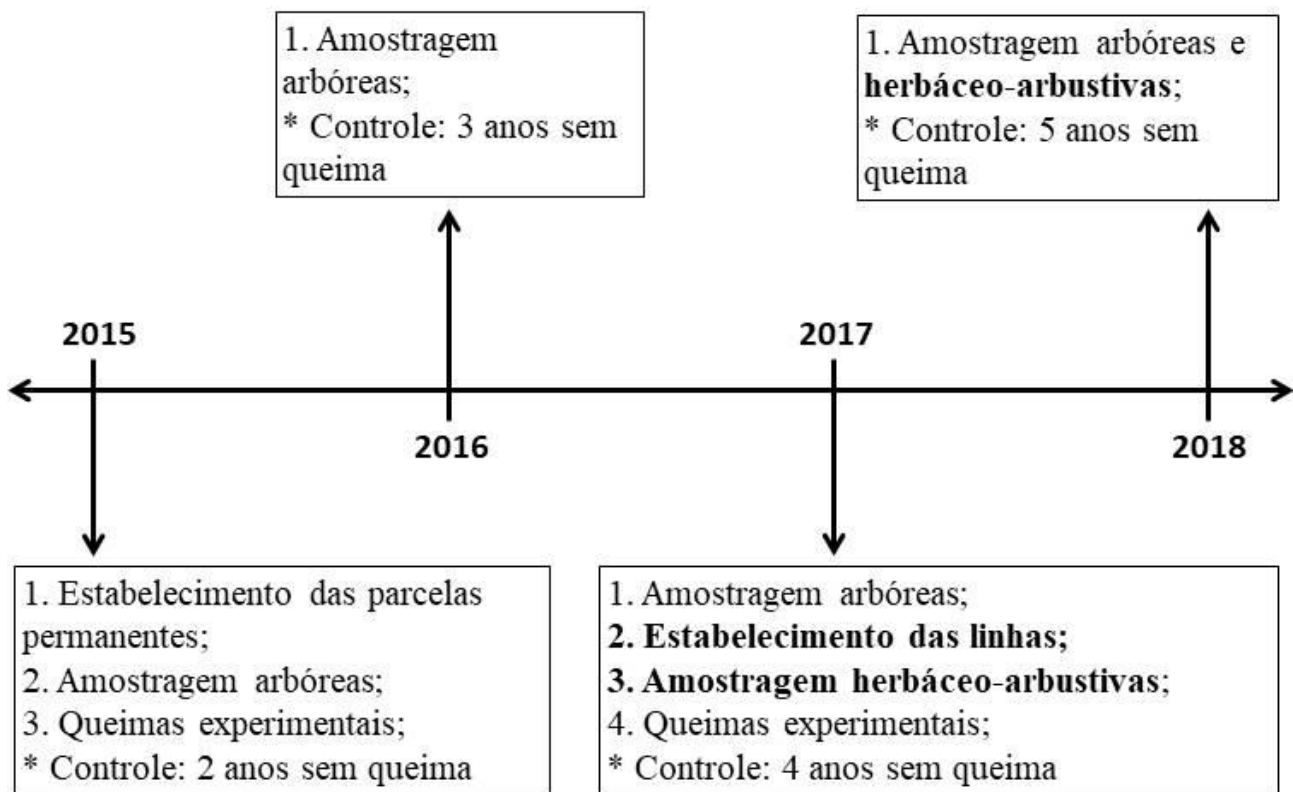 1. Amostragem
arbóreas;
* Controle: 3 anos sem
queima
1. Amostragem arbóreas e
herbáceo-arbustivas;
* Controle: 5 anos sem
queima
2015
2017
2016
2018
1. Estabelecimento das parcelas
permanentes;
2. Amostragem arbóreas;
3. Queimas experimentais;
* Controle: 2 anos sem queima
1. Amostragem arbóreas;
2. Estabelecimento das linhas;
3. Amostragem herbáceo-arbustivas;
4. Queimas experimentais;
* Controle: 4 anos sem queima